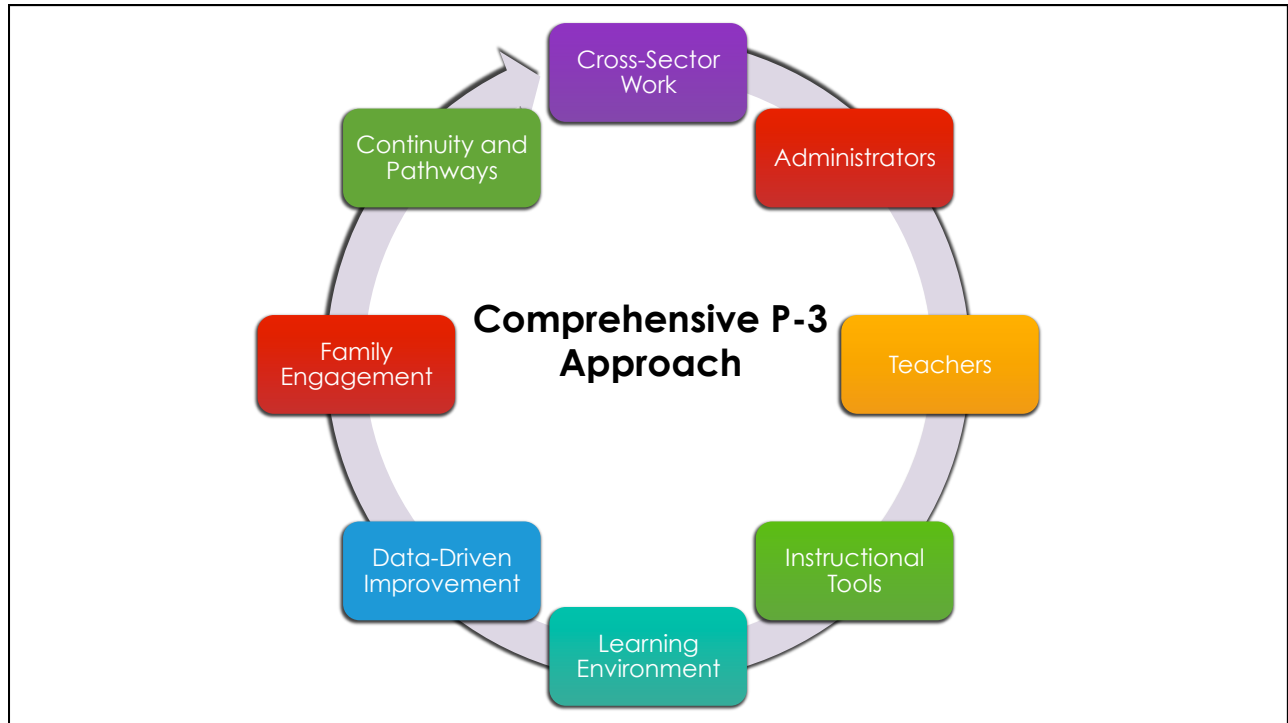 Cross-Sector
Work
Administrators
Teachers
Instructional
Tools
Learning
Environment
Data-Driven
Improvement
Family
Engagement
Continuity and
Pathways
Comprehensive P-3
Approach